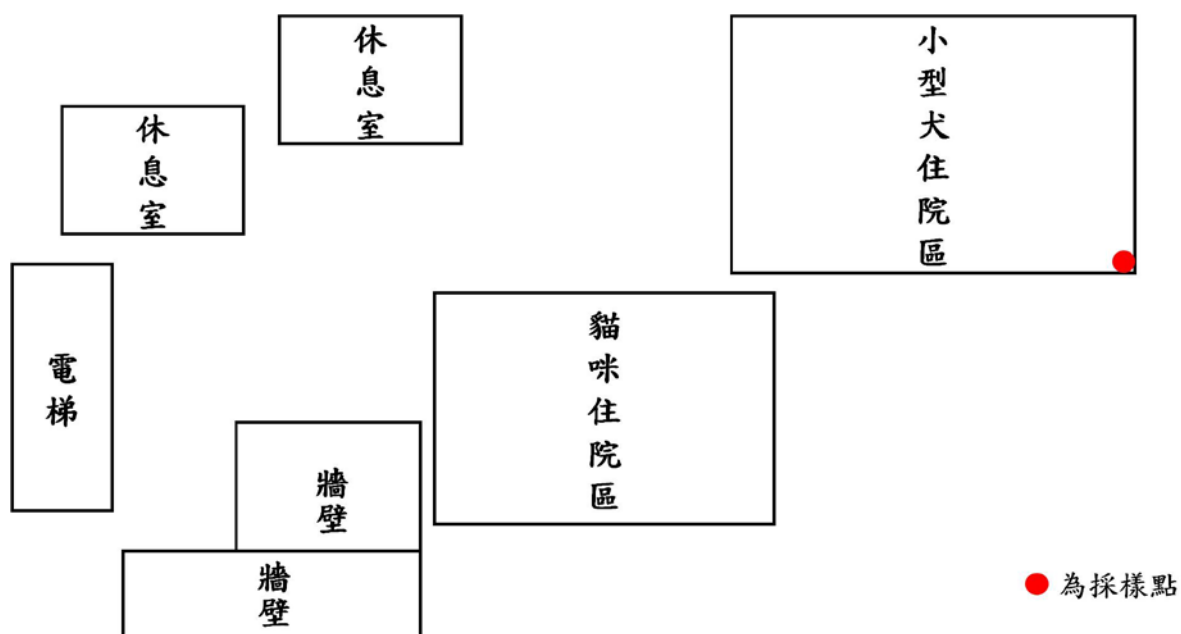 休息室
小型犬住院區
休息室
電梯
貓咪住院區
牆壁
牆壁
為採樣點